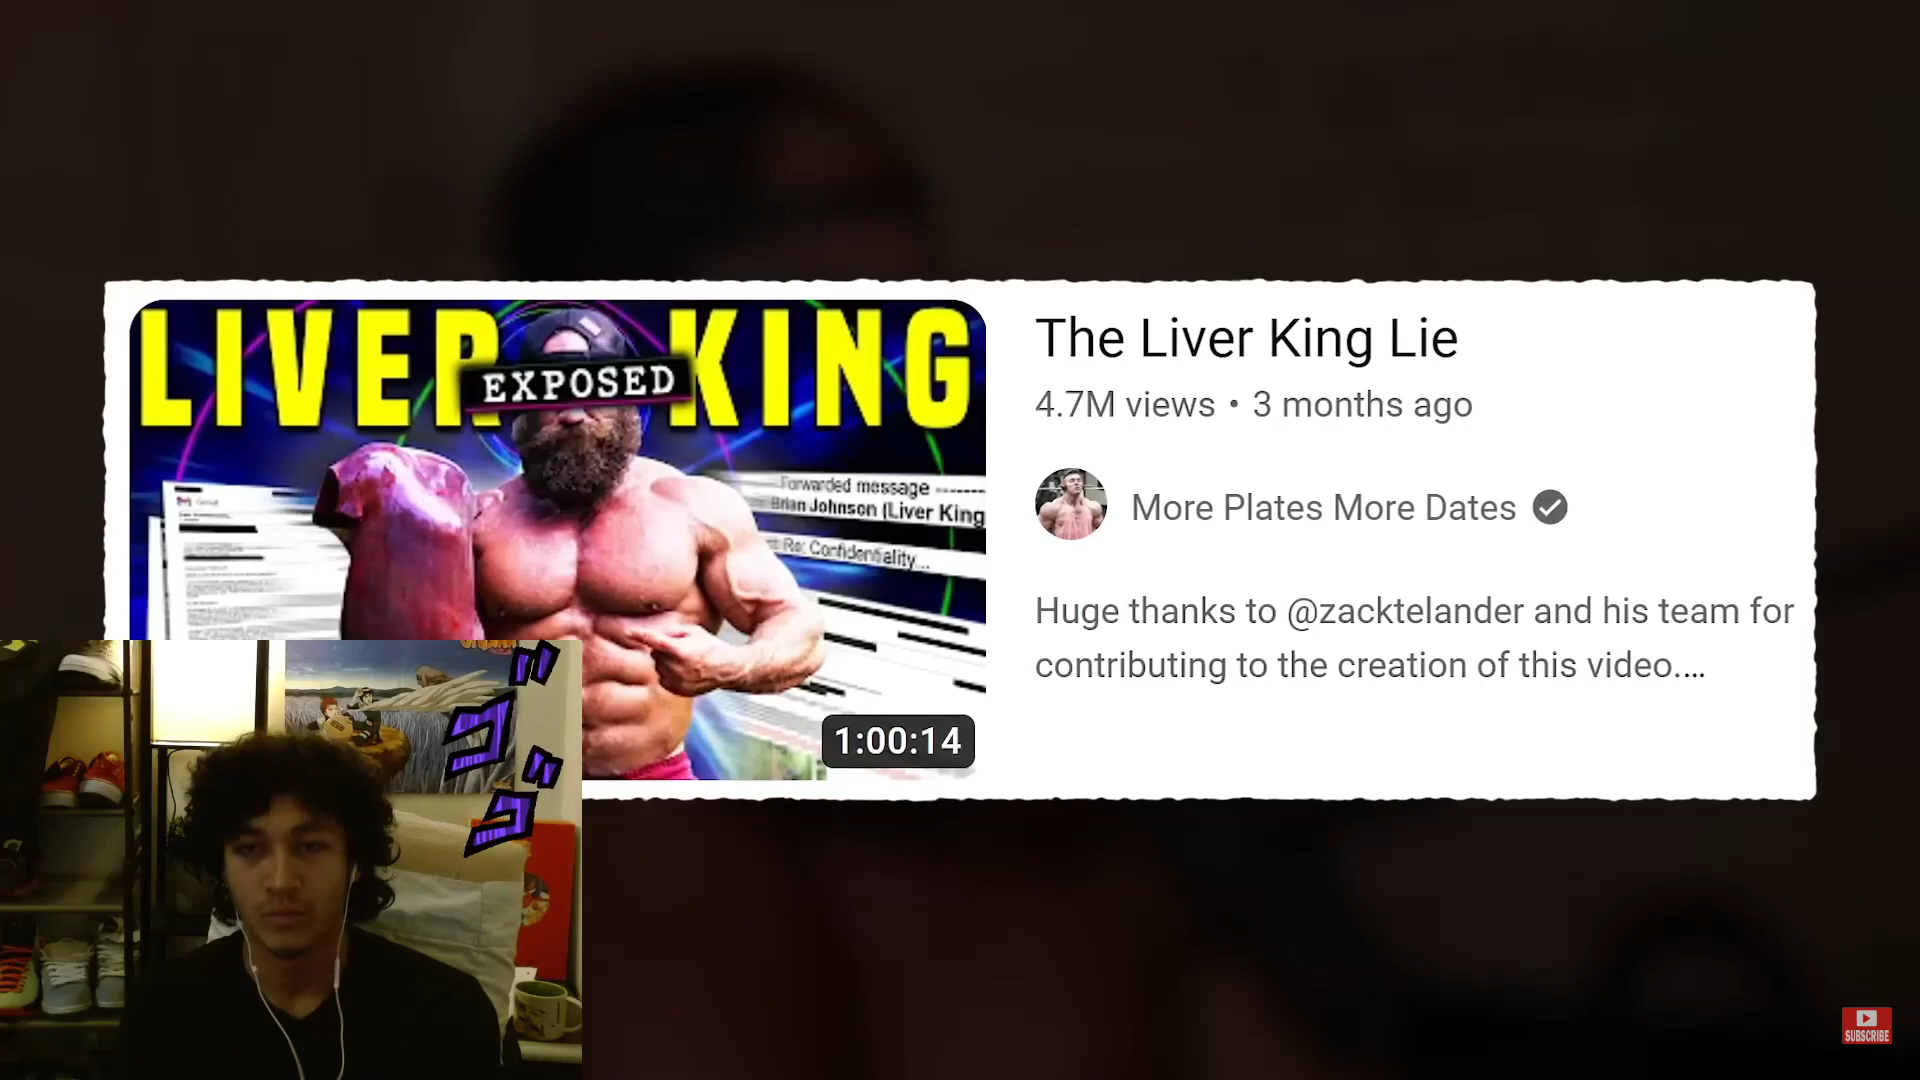 LIVER KING
EXPOSED
Forwarded message -------
Brian Johnson (Liver King
Re: Confidentiality...
1:00:14
The Liver King Lie
4.7M views • 3 months ago
More Plates More Dates
Huge thanks to @zacktelander and his team for
contributing to the creation of this video....
ゴ
ゴ
SUBSCRIBE